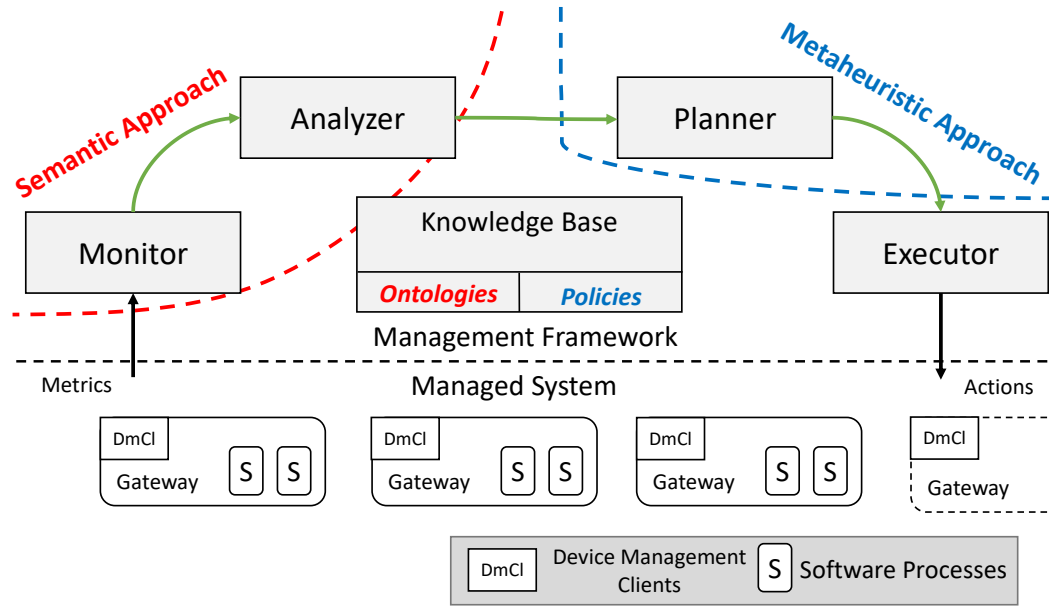 Semantic Approach
Analyzer
Planner
Metaheuristic Approach
Monitor
Knowledge Base
Ontologies
Policies
Executor
Management Framework
Metrics
Managed System
Actions
DmCl
Gateway
S
S
DmCl
Gateway
S
S
DmCl
Gateway
S
S
DmCl
Gateway
DmCl
Device Management
Clients
S
Software Processes